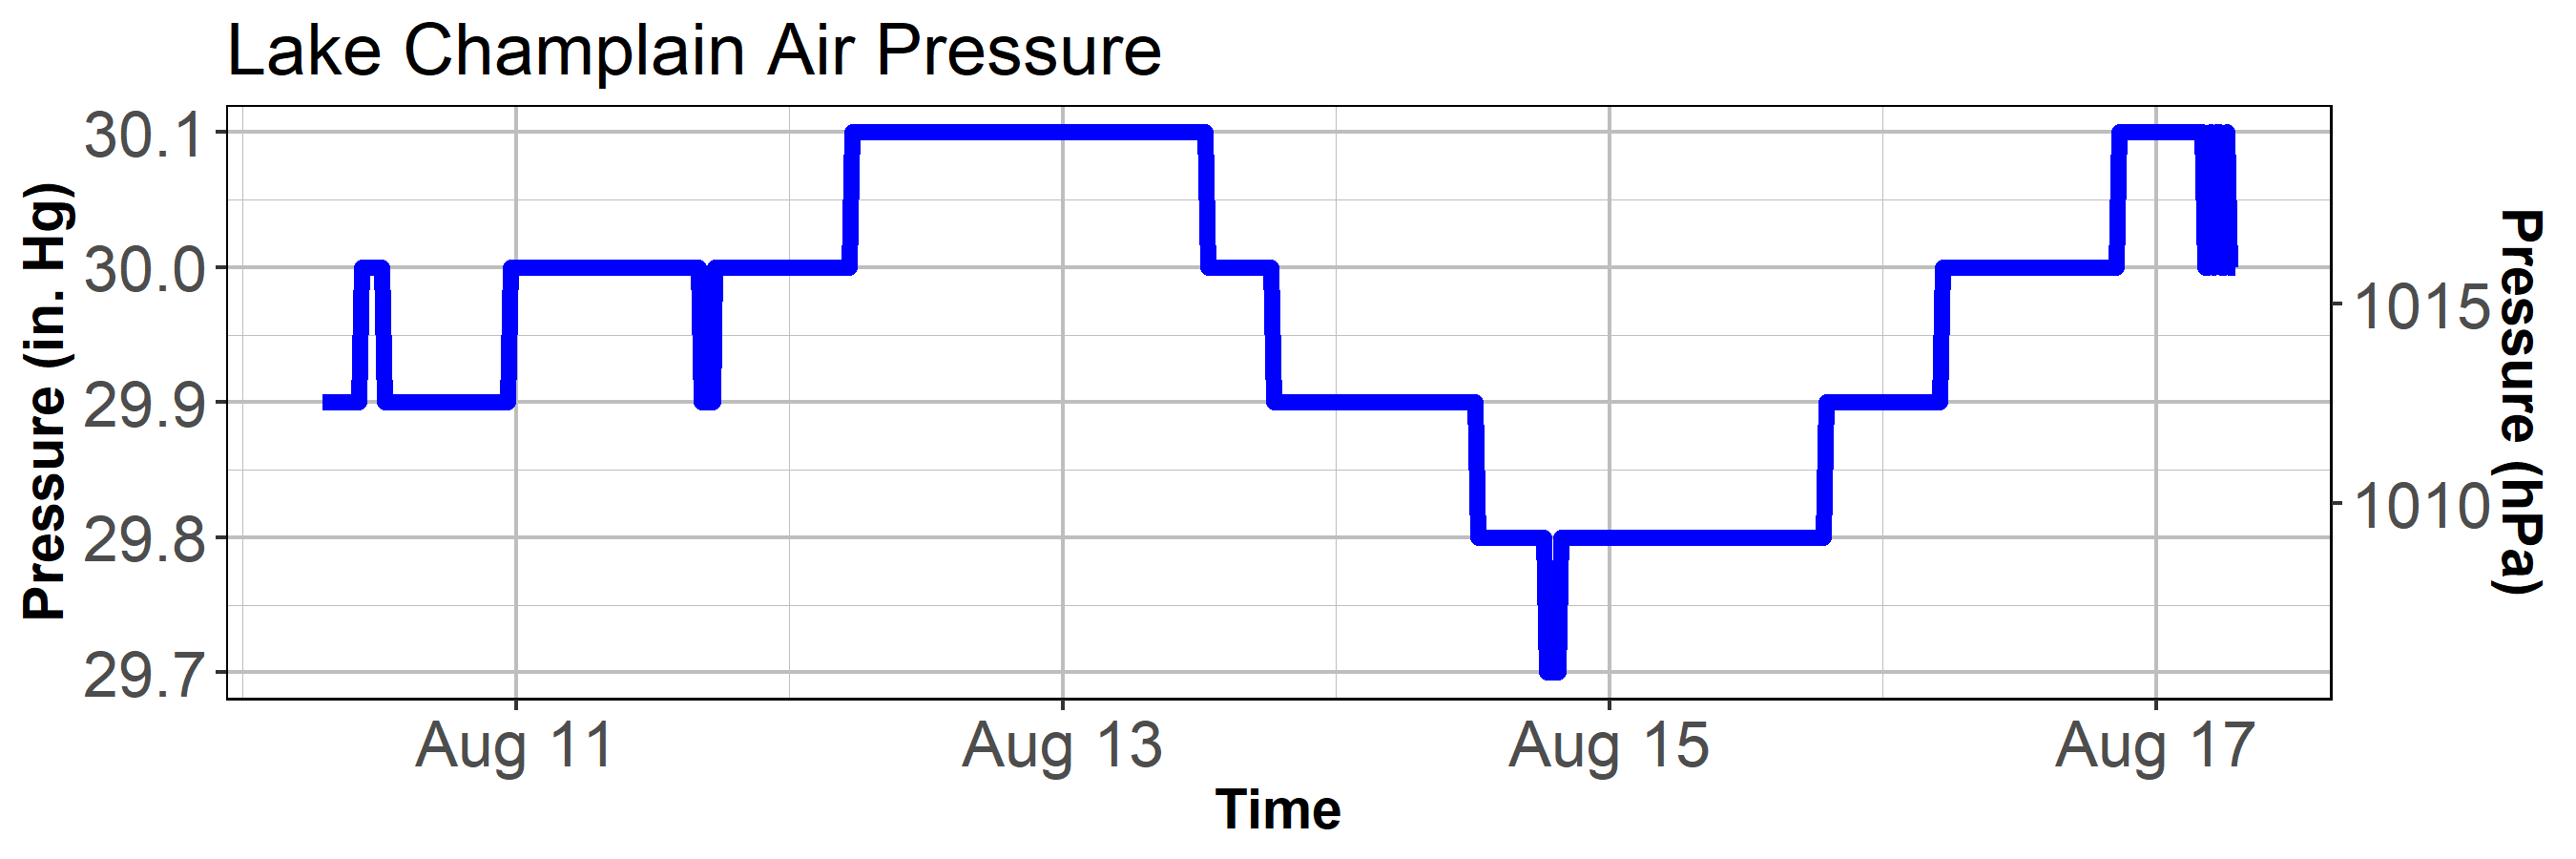 Lake Champlain Air Pressure
Pressure (in. Hg)
30.1
30.0
29.9
29.8
29.7
1015
1010
Pressure (hPa)
Aug 11
Aug 13
Aug 15
Aug 17
Time